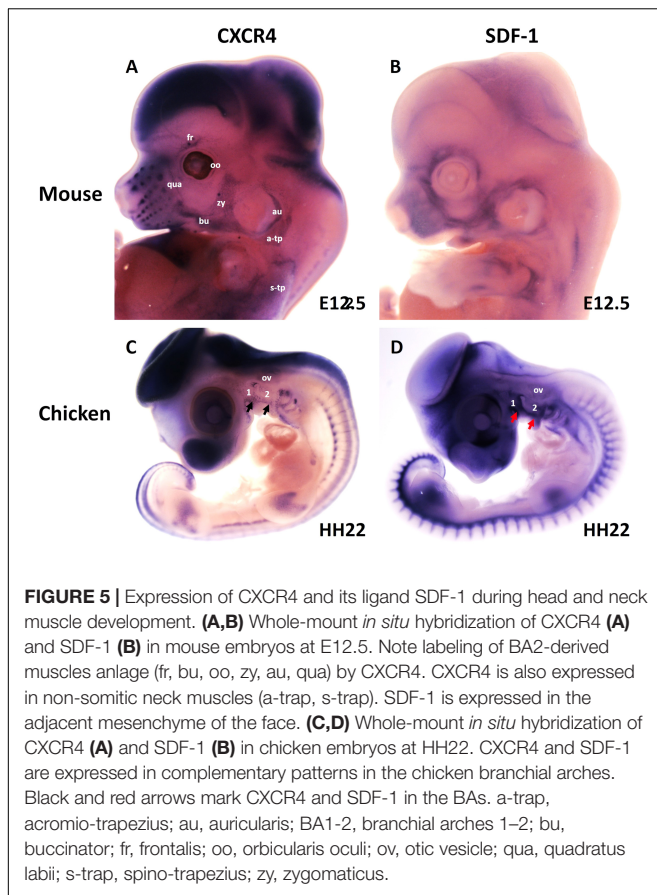 CXCR4 SDF-1
A B
fr
oo
qua
zy
Mouse
bu
au
a-tp
s-tp
E12.5 E12.5
C D
ov ov
1 2 1 2
Chicken
HH22 HH22
FIGURE 5 | Expression of CXCR4 and its ligand SDF-1 during head and neck
muscle development. (A,B) Whole-mount in situ hybridization of CXCR4 (A)
and SDF-1 (B) in mouse embryos at E12.5. Note labeling of BA2-derived
muscles anlage (fr, bu, oo, zy, au, qua) by CXCR4. CXCR4 is also expressed
in non-somitic neck muscles (a-trap, s-trap). SDF-1 is expressed in the
adjacent mesenchyme of the face. (C,D) Whole-mount in situ hybridization of
CXCR4 (A) and SDF-1 (B) in chicken embryos at HH22. CXCR4 and SDF-1
are expressed in complementary patterns in the chicken branchial arches.
Black and red arrows mark CXCR4 and SDF-1 in the BAs. a-trap,
acromio-trapezius; au, auricularis; BA1-2, branchial arches 1–2; bu,
buccinator; fr, frontalis; oo, orbicularis oculi; ov, otic vesicle; qua, quadratus
labii; s-trap, spino-trapezius; zy, zygomaticus.